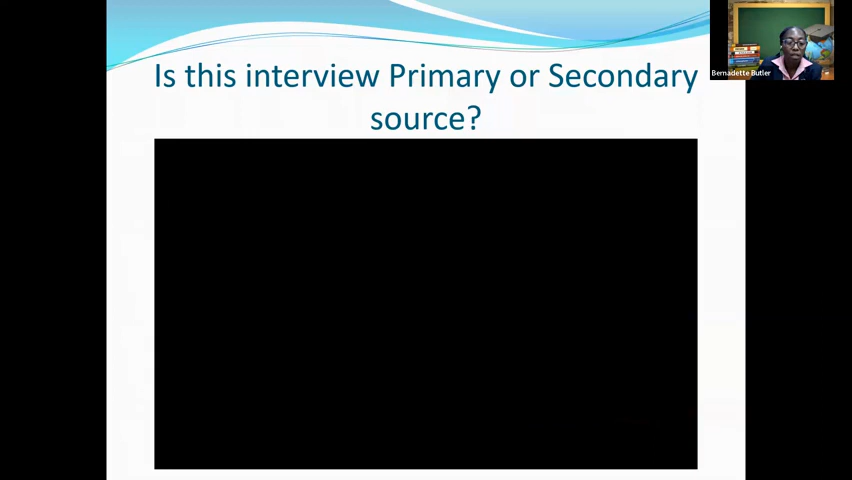 Is this interview Primary or Secondary
source?
Bernadette Butler